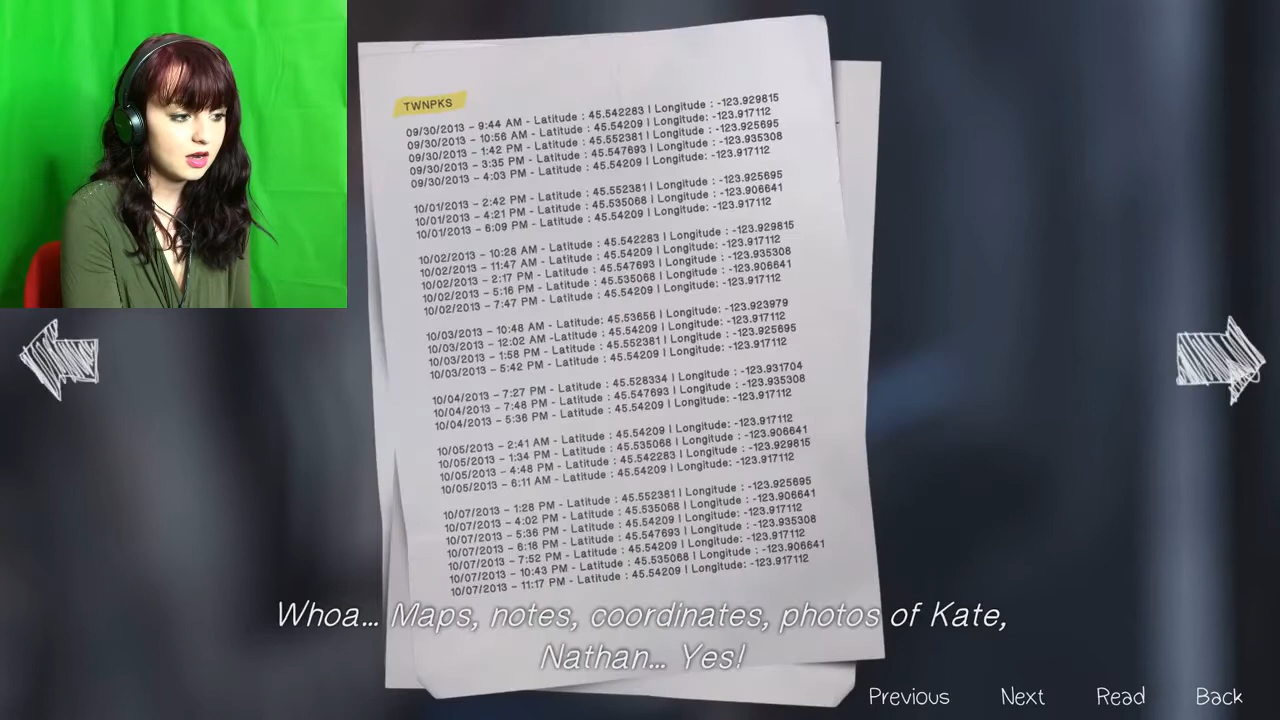 TWNPKS
09/30/2013 - 9:44 AM - Latitude : 45.542283 | Longitude : -123.929815
09/30/2013 - 10:56 AM - Latitude : 45.54209 | Longitude: -123.917112
09/30/2013 - 1:42 PM - Latitude : 45.552381 | Longitude : -123.925695
09/30/2013 - 3:35 PM - Latitude : 45.547693 | Longitude : -123.935308
09/30/2013 - 4:03 PM - Latitude : 45.54209 | Longitude: -123.917112
10/01/2013 - 2:42 PM - Latitude : 45.552381 | Longitude : -123.925695
10/01/2013 - 4:21 PM - Latitude : 45.535068 | Longitude : -123.906641
10/01/2013 - 6:09 PM - Latitude : 45.54209 | Longitude: -123.917112
10/02/2013 - 10:28 AM - Latitude : 45.542283 | Longitude : -123.929815
10/02/2013 - 11:47 AM - Latitude : 45.54209 | Longitude: -123.917112
10/02/2013 - 2:17 PM - Latitude : 45.547693 | Longitude : -123.935308
10/02/2013 - 5:16 PM - Latitude : 45.535068 | Longitude : -123.906641
10/02/2013 - 7:47 PM - Latitude : 45.54209 | Longitude: -123.917112
10/03/2013 - 10:48 AM - Latitude: 45.53656 | Longitude: -123.923979
10/03/2013 - 12:02 AM -Latitude : 45.54209 | Longitude: -123.917112
10/03/2013 - 1:58 PM - Latitude : 45.552381 | Longitude : -123.925695
10/03/2013 - 5:42 PM - Latitude : 45.54209 | Longitude: -123.917112
10/04/2013 - 7:27 PM - Latitude : 45.528334 | Longitude : -123.931704
10/04/2013 - 7:48 PM - Latitude : 45.547693 | Longitude : -123.935308
10/04/2013 - 5:36 PM - Latitude : 45.54209 | Longitude: -123.917112
10/05/2013 - 2:41 AM - Latitude : 45.54209 | Longitude: -123.917112
10/05/2013 - 1:34 PM - Latitude : 45.535068 | Longitude : -123.906641
10/05/2013 - 4:48 PM - Latitude : 45.542283 | Longitude : -123.929815
10/05/2013 - 6:11 AM - Latitude : 45.54209 | Longitude: -123.917112
10/07/2013 - 1:28 PM - Latitude : 45.552381 | Longitude : -123.925695
10/07/2013 - 4:02 PM - Latitude : 45.535068 | Longitude : -123.906641
10/07/2013 - 5:36 PM - Latitude : 45.54209 | Longitude: -123.917112
10/07/2013 - 6:18 PM - Latitude : 45.547693 | Longitude : -123.935308
10/07/2013 - 7:52 PM - Latitude : 45.54209 | Longitude: -123.917112
10/07/2013 - 10:43 PM - Latitude : 45.535068 | Longitude : -123.906641
10/07/2013 - 11:17 PM - Latitude : 45.54209 | Longitude: -123.917112
Whoa... Maps, notes, coordinates, photos of Kate,
Nathan... Yes!
Previous Next Read Back